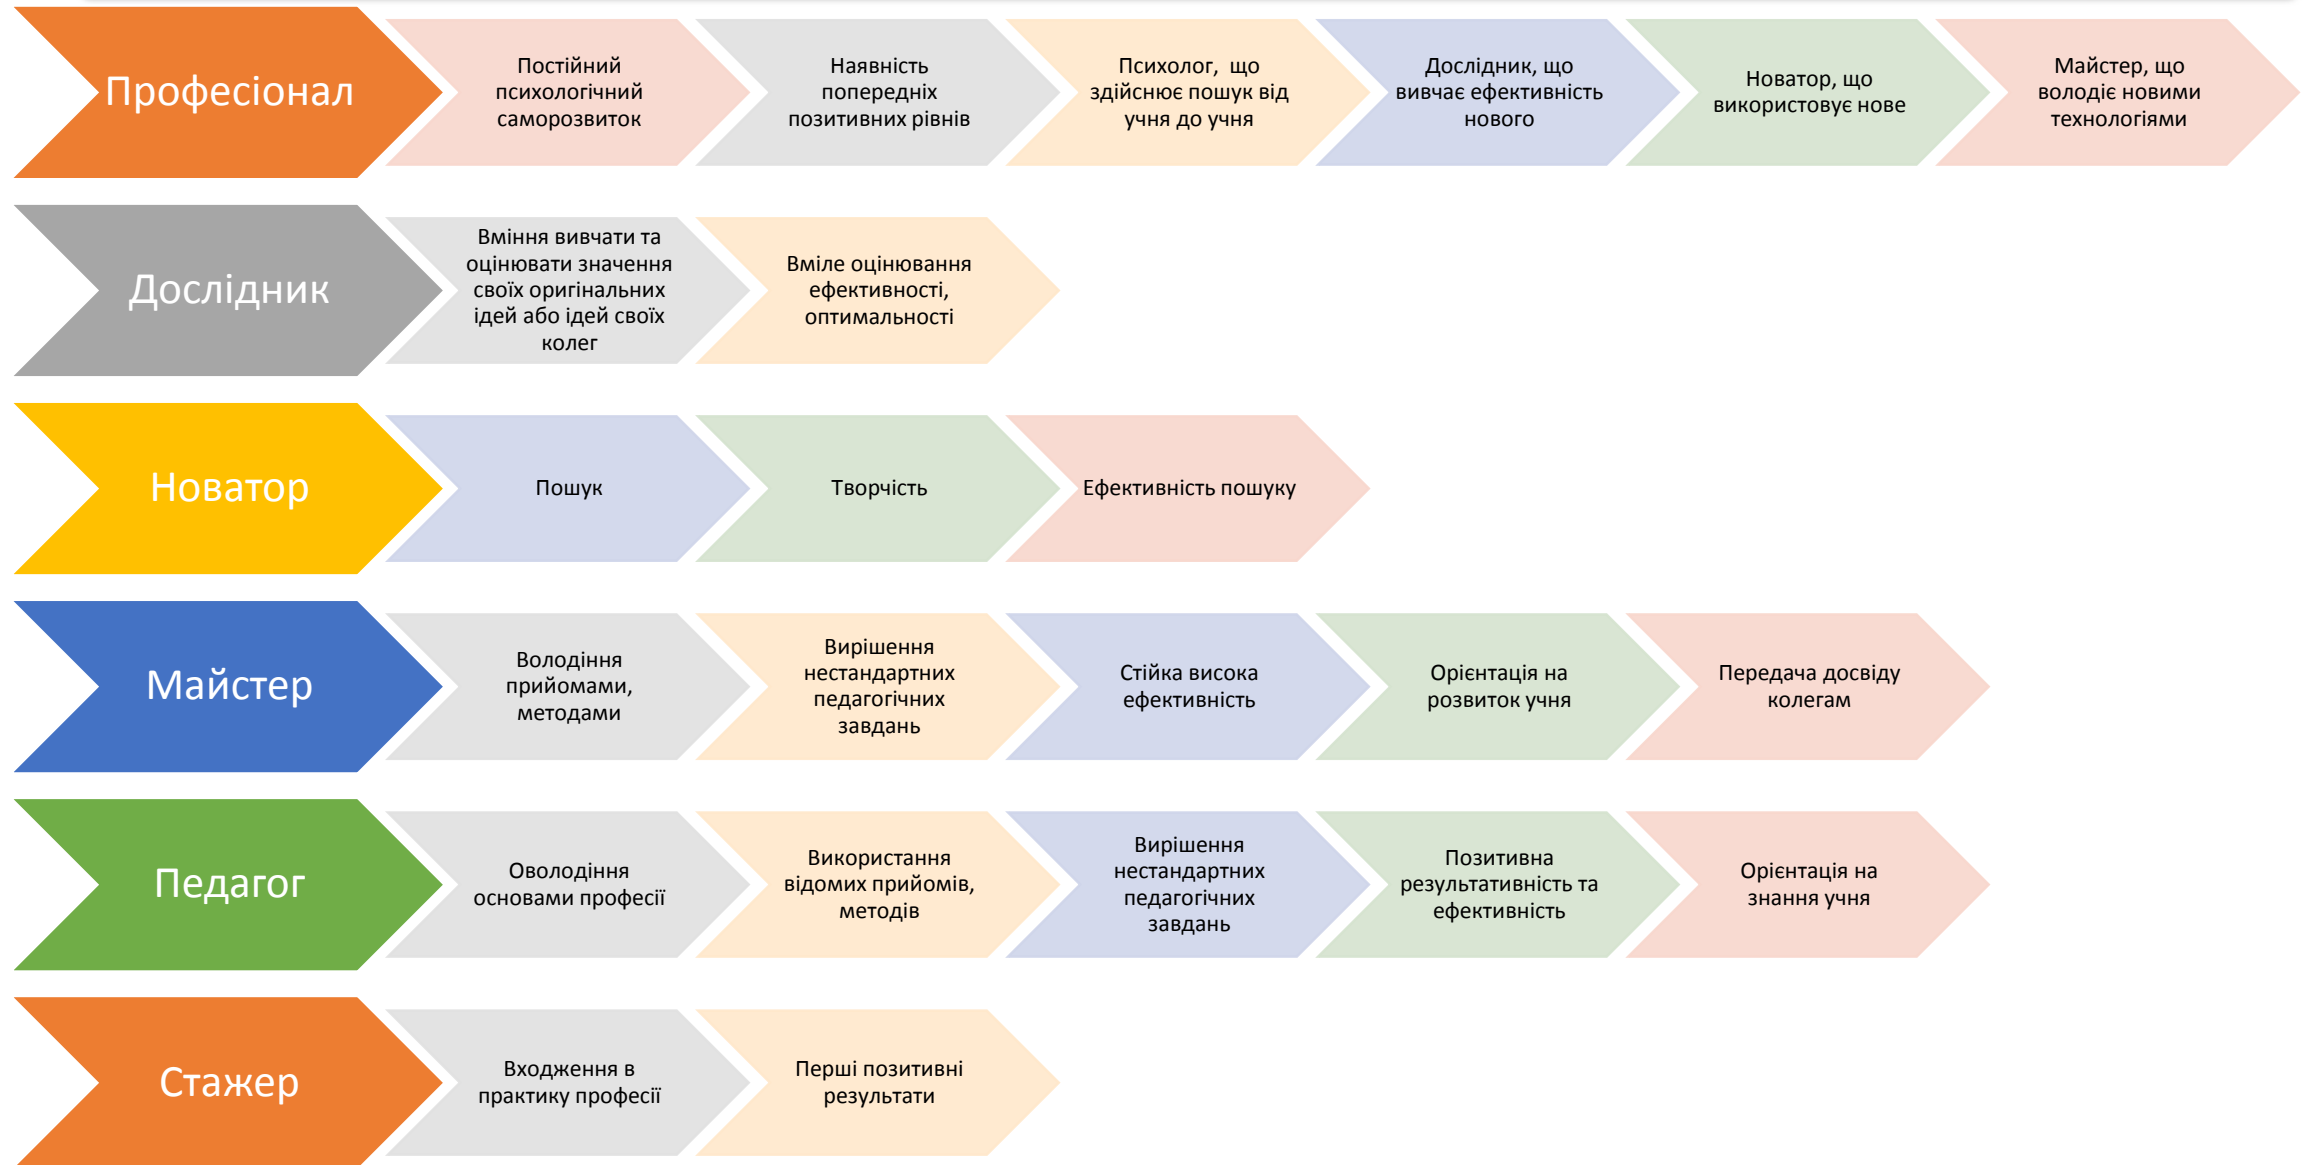 Професіонал
Постійний
психологічний
саморозвиток
Наявність
попередніх
позитивних рівнів
Психолог, що
здійснює пошук від
учня до учня
Дослідник, що
вивчає ефективність
нового
Новатор, що
використовує нове
Майстер, що
володіє новими
технологіями
Дослідник
Вміння вивчати та
оцінювати значення
своїх оригінальних
ідей або ідей своїх
колег
Вміле оцінювання
ефективності,
оптимальності
Новатор
Пошук
Творчість
Ефективність пошуку
Майстер
Володіння
прийомами,
методами
Вирішення
нестандартних
педагогічних
завдань
Стійка висока
ефективність
Орієнтація на
розвиток учня
Передача досвіду
колегам
Педагог
Оволодіння
основами професії
Використання
відомих прийомів,
методів
Вирішення
нестандартних
педагогічних
завдань
Позитивна
результативність та
ефективність
Орієнтація на
знання учня
Стажер
Входження в
практику професії
Перші позитивні
результати